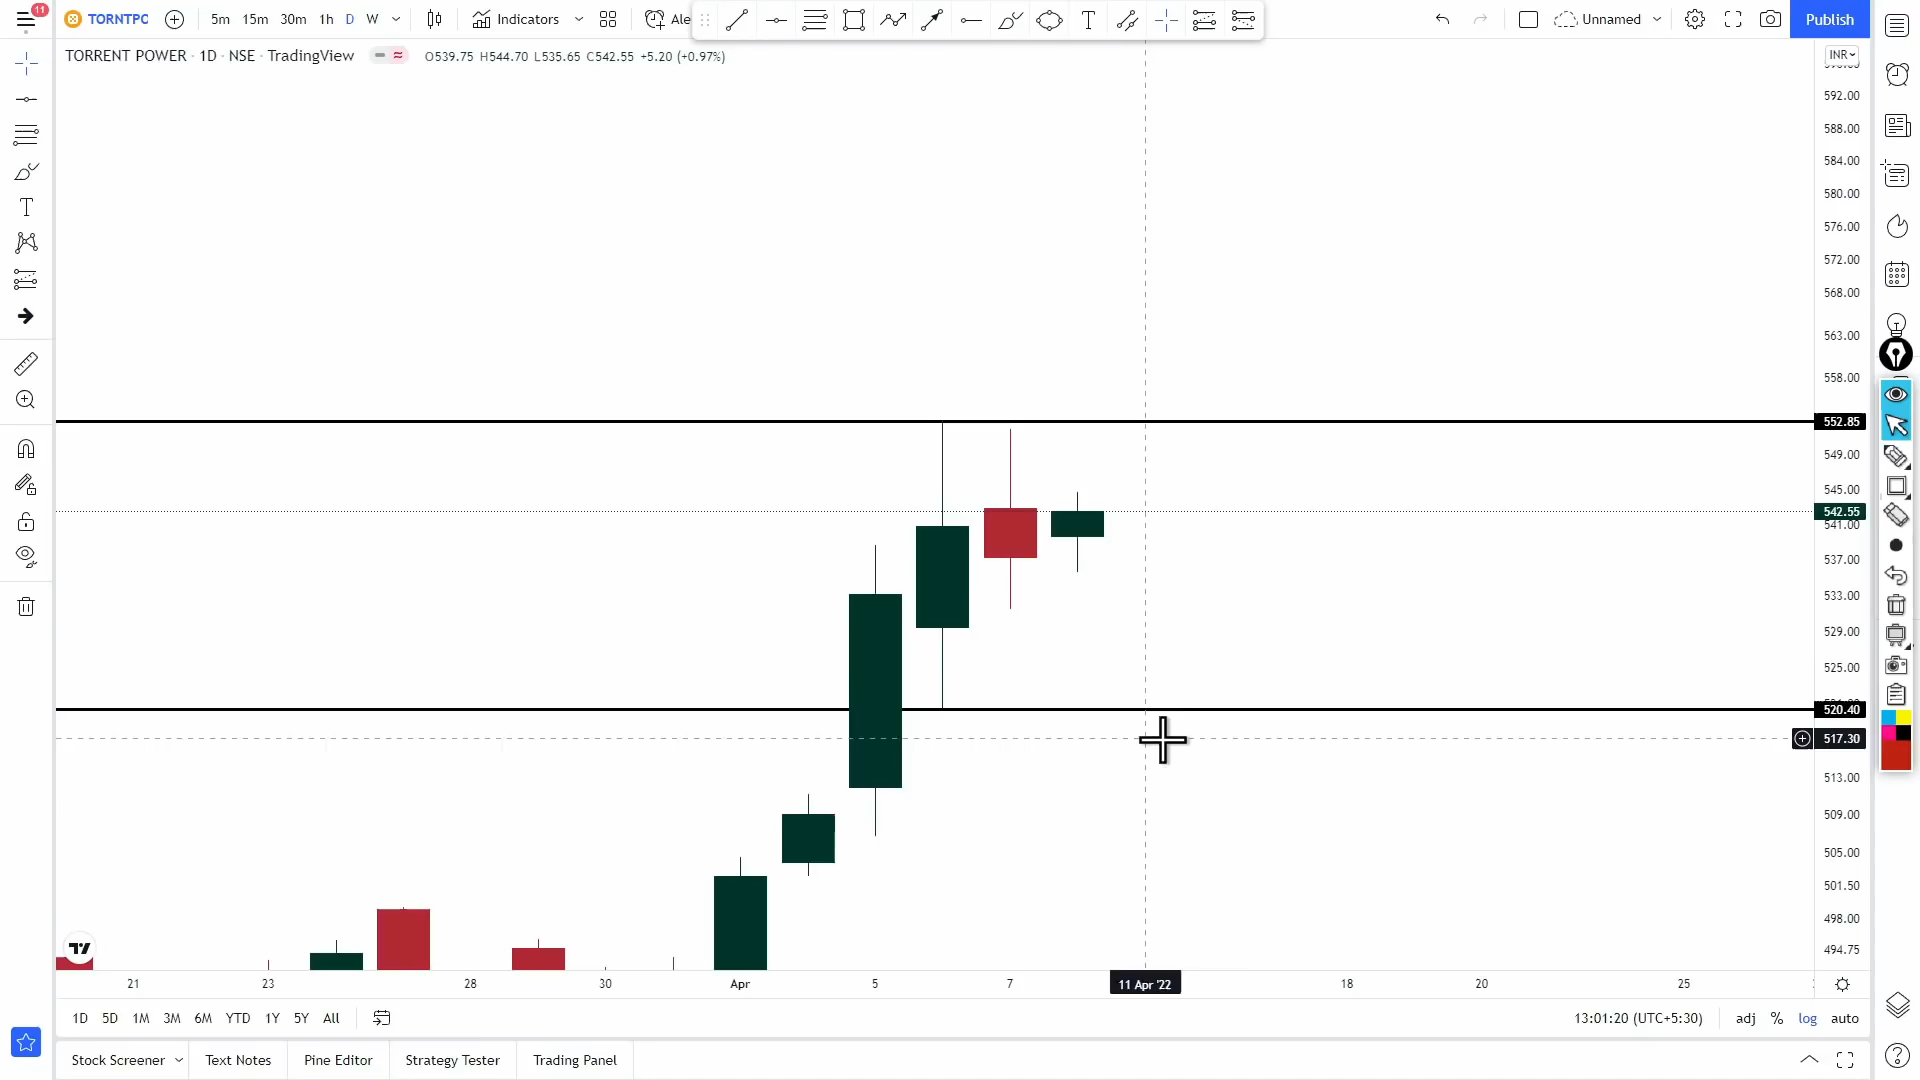 11
TORNTPC
5m 15m 30m 1h D W
Indicators
Ale
Unnamed
Publish
TORRENT POWER · 1D · NSE · TradingView
O539.75 H544.70 L535.65 C542.55 +5.20 (+0.97%)
INR
592.00
588.00
584.00
580.00
576.00
572.00
568.00
563.00
558.00
552.85
549.00
545.00
542.55
541.00
537.00
533.00
529.00
525.00
520.40
517.30
513.00
509.00
505.00
501.50
498.00
494.75
21 23 28 30 Apr 5 7 11 Apr '22 18 20 25
1D 5D 1M 3M 6M YTD 1Y 5Y All
13:01:20 (UTC+5:30)
adj % log auto
Stock Screener Text Notes Pine Editor Strategy Tester Trading Panel